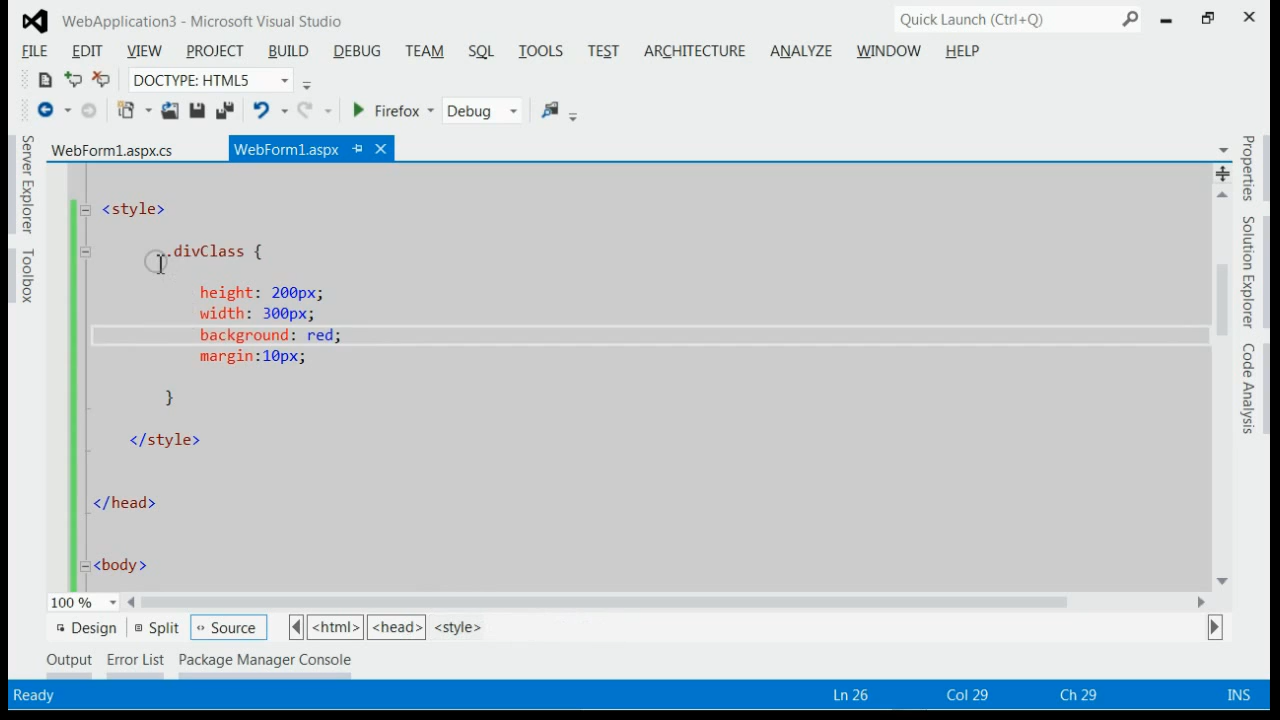 WebApplication3 - Microsoft Visual Studio
Quick Launch (Ctrl+Q)
FILE EDIT VIEW PROJECT BUILD DEBUG TEAM SQL TOOLS TEST ARCHITECTURE ANALYZE WINDOW HELP
DOCTYPE: HTML5
Firefox Debug
WebForm1.aspx.cs WebForm1.aspx
Server Explorer
Toolbox
Properties
Solution Explorer
Code Analysis
<style>
.divClass {
height: 200px;
width: 300px;
background: red;
margin:10px;
}
</style>
</head>
<body>
100 %
Design Split Source <html> <head> <style>
Output Error List Package Manager Console
Ready Ln 26 Col 29 Ch 29 INS